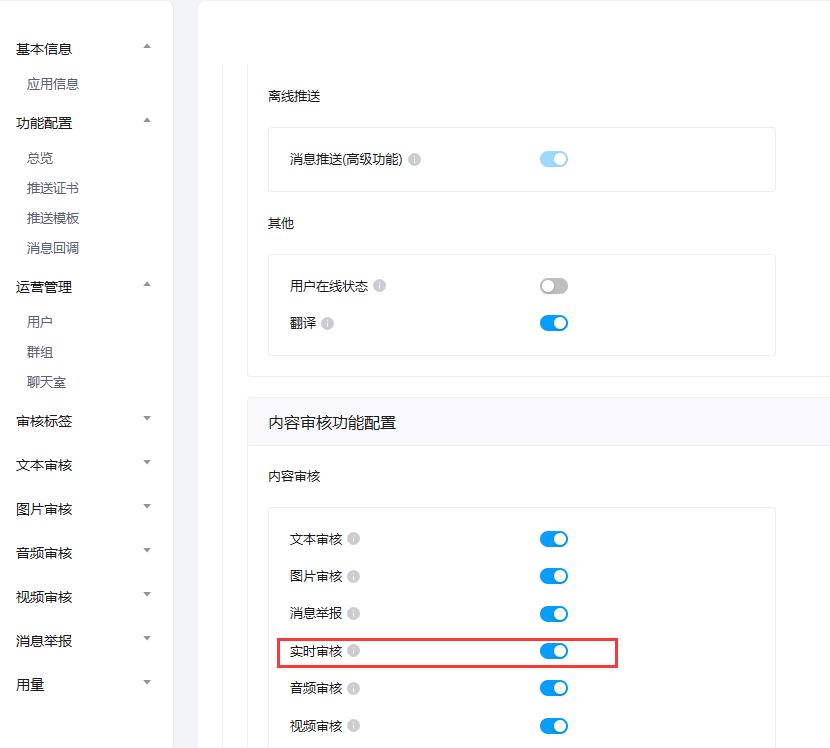 基本信息
应用信息
功能配置
总览
推送证书
推送模板
消息回调
运营管理
用户
群组
聊天室
审核标签
文本审核
图片审核
音频审核
视频审核
消息举报
用量
离线推送
消息推送(高级功能)
其他
用户在线状态
翻译
内容审核功能配置
内容审核
文本审核
图片审核
消息举报
实时审核
音频审核
视频审核